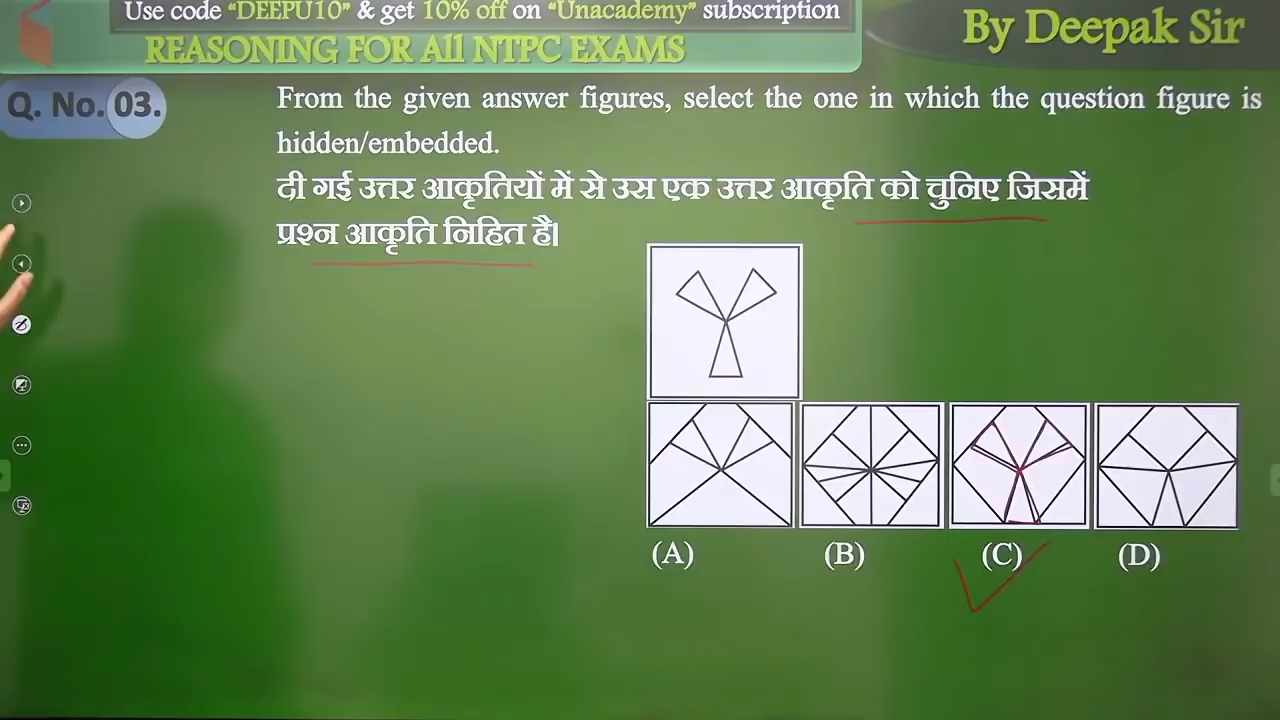 Use code “DEEPU10” & get 10% off on “Unacademy” subscription
REASONING FOR All NTPC EXAMS
By Deepak Sir
Q. No. 03.
From the given answer figures, select the one in which the question figure is
hidden/embedded.
दी गई उत्तर आकृतियों में से उस एक उत्तर आकृति को चुनिए जिसमें
प्रश्न आकृति निहित है।
(A) (B) (C) (D)